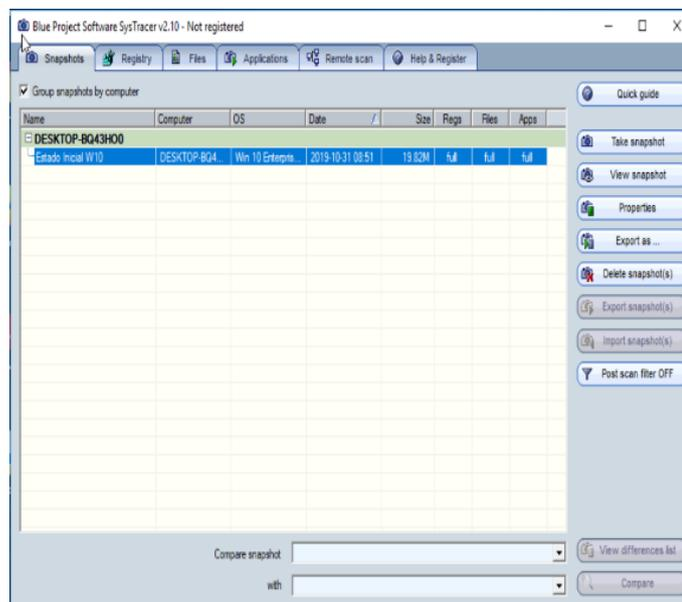 Blue Project Software SysTracer v2.10 - Not registered
Snapshots Registry Files Applications Remote scan Help & Register
Group snapshots by computer
Name Computer OS Date / Size Regs Files Apps
DESKTOP-BQ43HO0
Estado Inicial W10 DESKTOP-BQ4... Win 10 Enterpris... 2019-10-31 08:51 19.82M full full full
Quick guide
Take snapshot
View snapshot
Properties
Export as ...
Delete snapshot(s)
Export snapshot(s)
Import snapshot(s)
Post scan filter OFF
Compare snapshot
View differences list
with
Compare